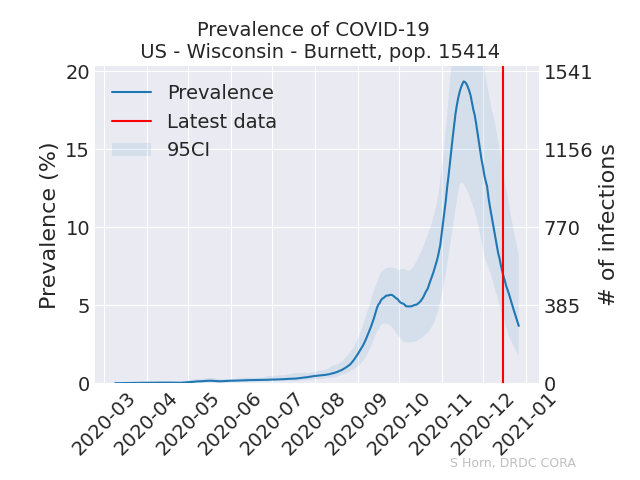 Prevalence of COVID-19
US - Wisconsin - Burnett, pop. 15414
Prevalence
Latest data
95CI
Prevalence (%)
20
15
10
5
0
1541
1156
770
385
0
# of infections
2020-03
2020-04
2020-05
2020-06
2020-07
2020-08
2020-09
2020-10
2020-11
2020-12
2021-01
S Horn, DRDC CORA